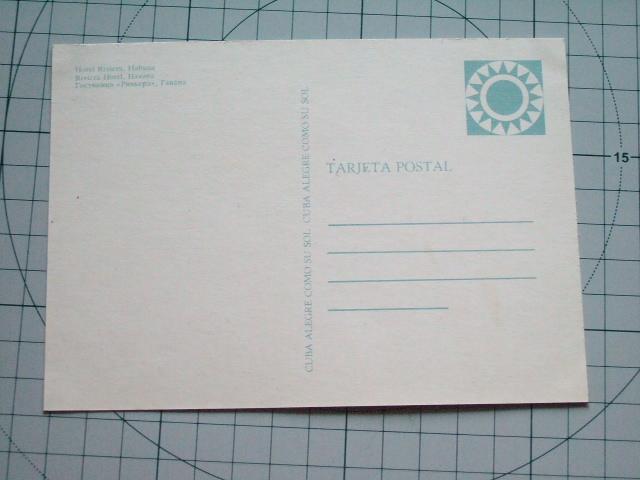 Hotel Riviera, Habana
Riviera Hotel, Havana
Гостиница «Ривьера», Гавана
CUBA ALEGRE COMO SU SOL CUBA ALEGRE COMO SU SOL
TARJETA POSTAL
15